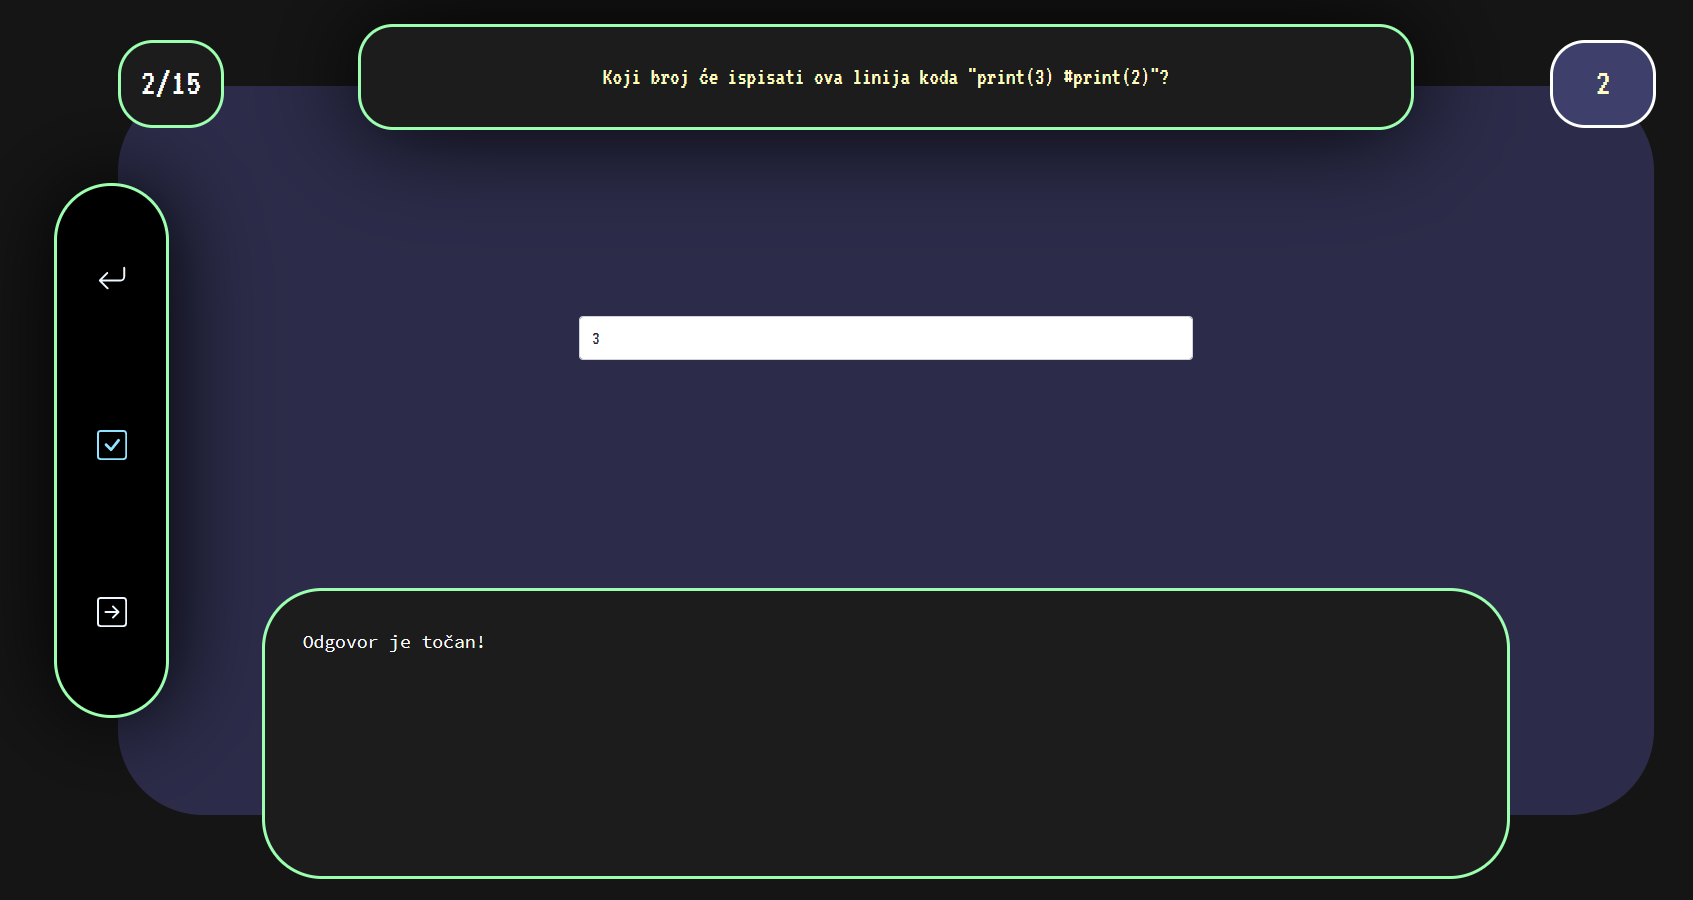 2/15
Koji broj će ispisati ova linija koda "print(3) #print(2)"?
2
3
Odgovor je točan!